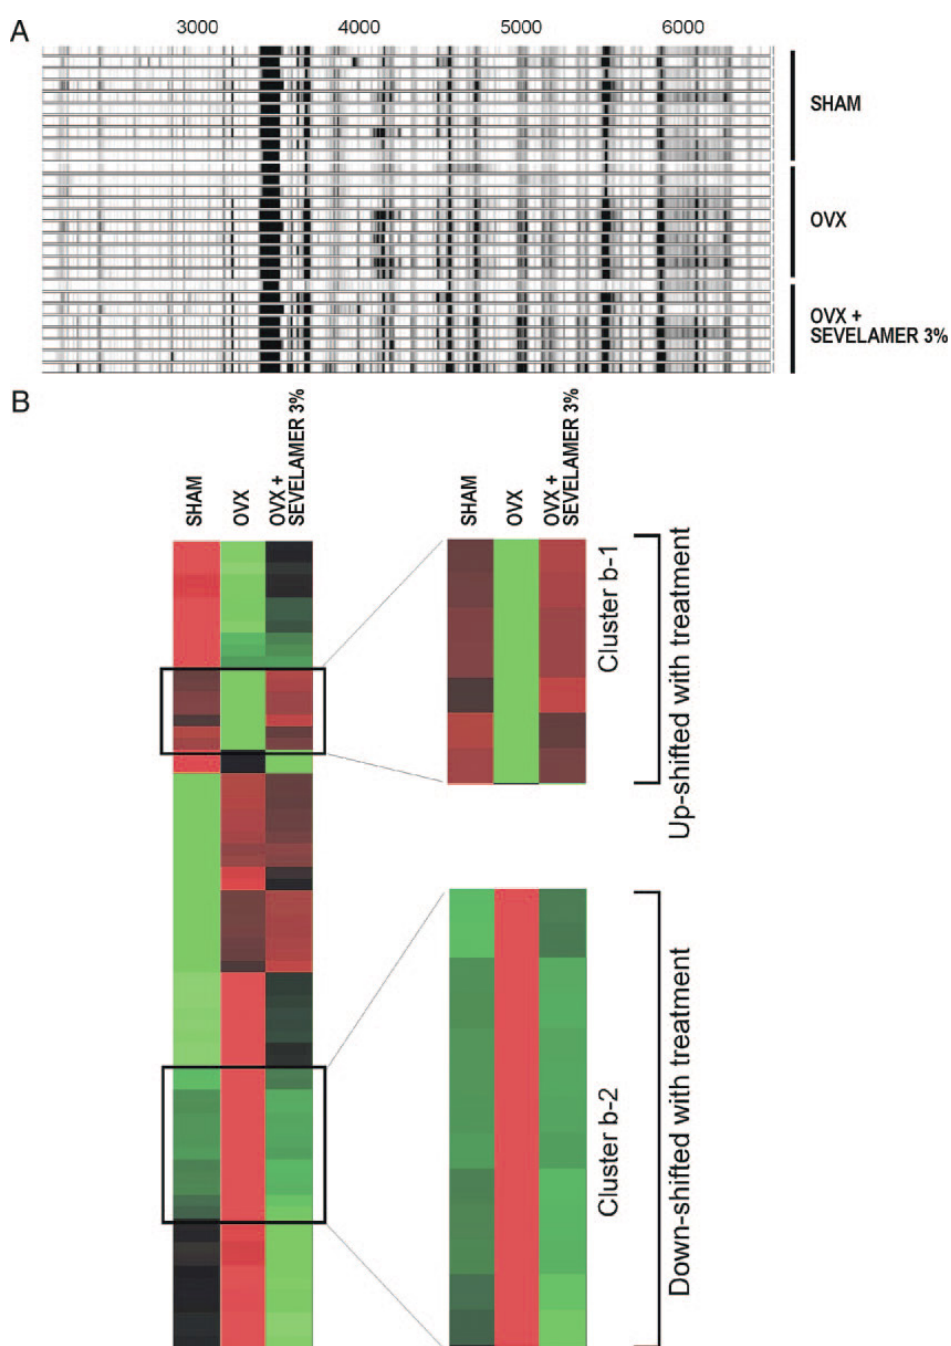 A
3000 4000 5000 6000
SHAM
OVX
OVX +
SEVELAMER 3%
B
SHAM
OVX
OVX +
SEVELAMER 3%
SHAM
OVX
OVX +
SEVELAMER 3%
Cluster b-1
Up-shifted with treatment
Cluster b-2
Down-shifted with treatment